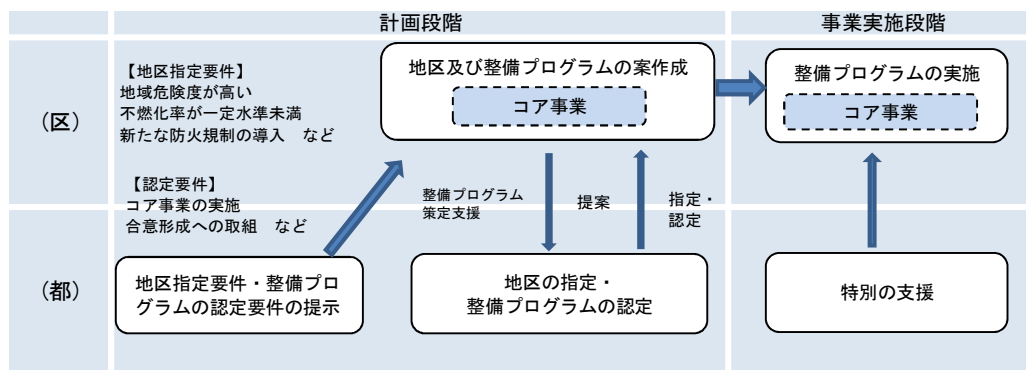 計画段階
事業実施段階
（区）
【地区指定要件】
地域危険度が高い
不燃化率が一定水準未満
新たな防火規制の導入　など
地区及び整備プログラムの案作成
コア事業
整備プログラムの実施
コア事業
【認定要件】
コア事業の実施
合意形成への取組　など
整備プログラム
策定支援
提案
指定・
認定
（都）
地区指定要件・整備プロ
グラムの認定要件の提示
地区の指定・
整備プログラムの認定
特別の支援